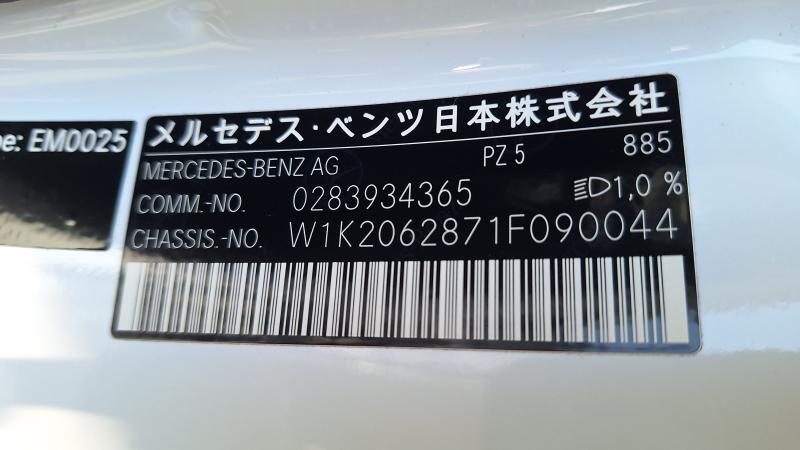 pe: EM0025
メルセデス・ベンツ日本株式会社
MERCEDES-BENZ AG PZ 5 885
COMM.-NO. 0283934365 1,0 %
CHASSIS.-NO. W1K2062871F090044